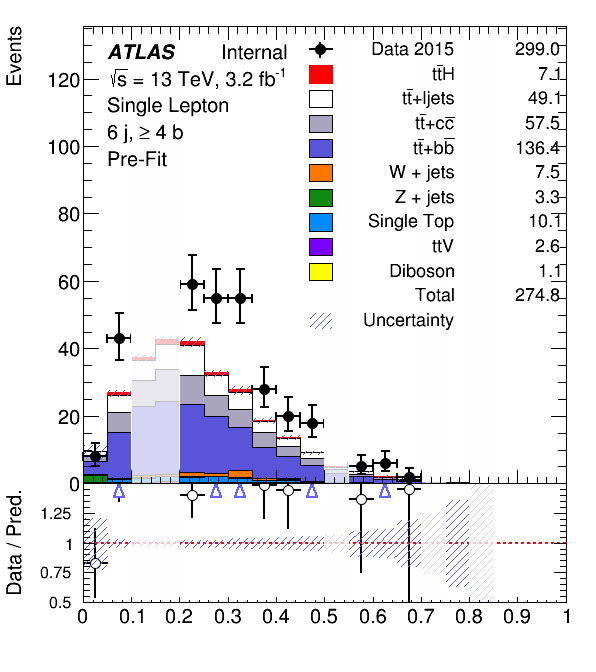 Events
ATLAS Internal
√s = 13 TeV, 3.2 fb⁻¹
Single Lepton
6 j, ≥ 4 b
Pre-Fit
Data 2015 299.0
tt̄H 7.1
tt̄+ljets 49.1
tt̄+cc̄ 57.5
tt̄+bb̄ 136.4
W + jets 7.5
Z + jets 3.3
Single Top 10.1
ttV 2.6
Diboson 1.1
Total 274.8
Uncertainty
120
100
80
60
40
20
0
Data / Pred.
1.25
1
0.75
0.5
0 0.1 0.2 0.3 0.4 0.5 0.6 0.7 0.8 0.9 1